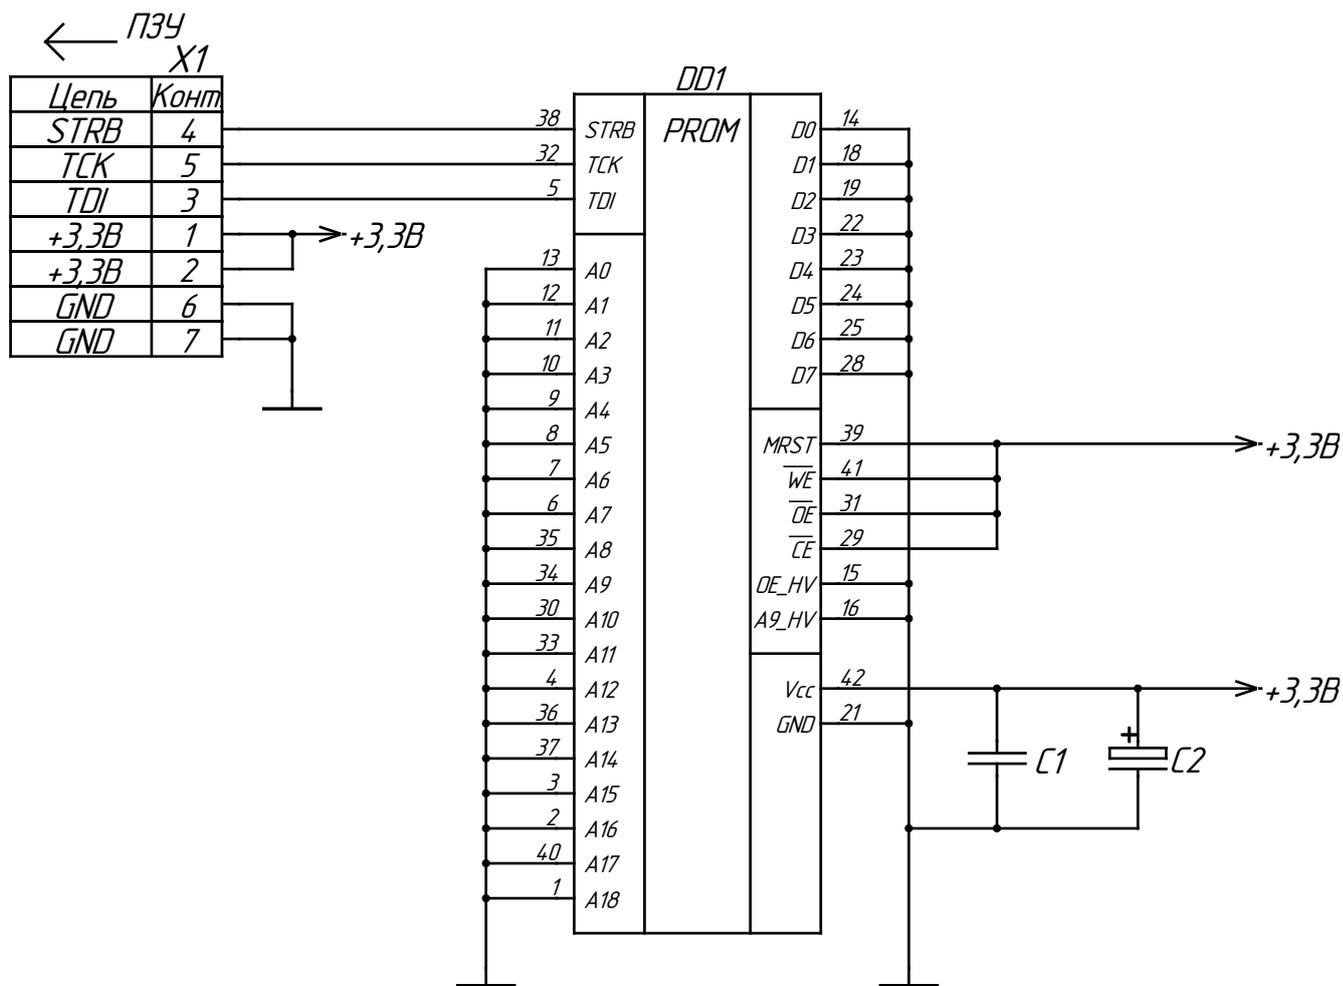 ПЗУ
X1
Цепь Конт.
STRB 4
TCK 5
TDI 3
+3,3В 1
+3,3В 2
GND 6
GND 7
+3,3В
DD1
PROM
38 STRB
32 TCK
5 TDI
13 A0
12 A1
11 A2
10 A3
9 A4
8 A5
7 A6
6 A7
35 A8
34 A9
30 A10
33 A11
4 A12
36 A13
37 A14
3 A15
2 A16
40 A17
1 A18
D0 14
D1 18
D2 19
D3 22
D4 23
D5 24
D6 25
D7 28
MRST 39
WE 41
OE 31
CE 29
OE_HV 15
A9_HV 16
Vcc 42
GND 21
+3,3В
+3,3В
+
C1
C2